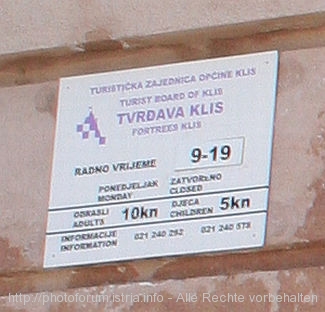 TURISTIČKA ZAJEDNICA OPĆINE KLIS
TOURIST BOARD OF KLIS
TVRĐAVA KLIS
FORTREES KLIS
RADNO VRIJEME 9-19
PONEDJELJAK ZATVORENO
MONDAY CLOSED
ODRASLI 10kn DJECA 5kn
ADULTS CHILDREN
INFORMACIJE 021 240 292 021 240 578
INFORMATION
http://photoforum.istria.info - Alle Rechte vorbehalten